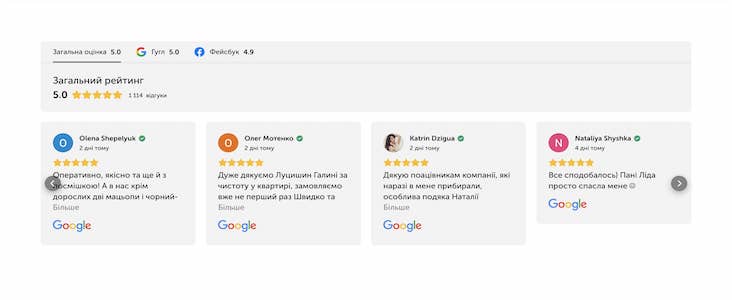 Загальна оцінка 5.0 Гугл 5.0 Фейсбук 4.9
Загальний рейтинг
5.0 1 114 відгуки
O Olena Shepelyuk
2 дні тому
Оперативно, якісно та ще й з
посмішкою! А в нас крім
дорослих дві мацьопи і чорний-
Більше
Google
О Олег Мотенко
2 дні тому
Дуже дякуємо Луцишин Галині за
чистоту у квартирі, замовляємо
вже не перший раз Швидко та
Більше
Google
Katrin Dzigua
2 дні тому
Дякую поацівникам компанії, які
наразі в мене прибирали,
особлива подяка Наталії
Більше
Google
N Nataliya Shyshka
4 дні тому
Все сподобалось! Пані Ліда
просто спасла мене☺
Google